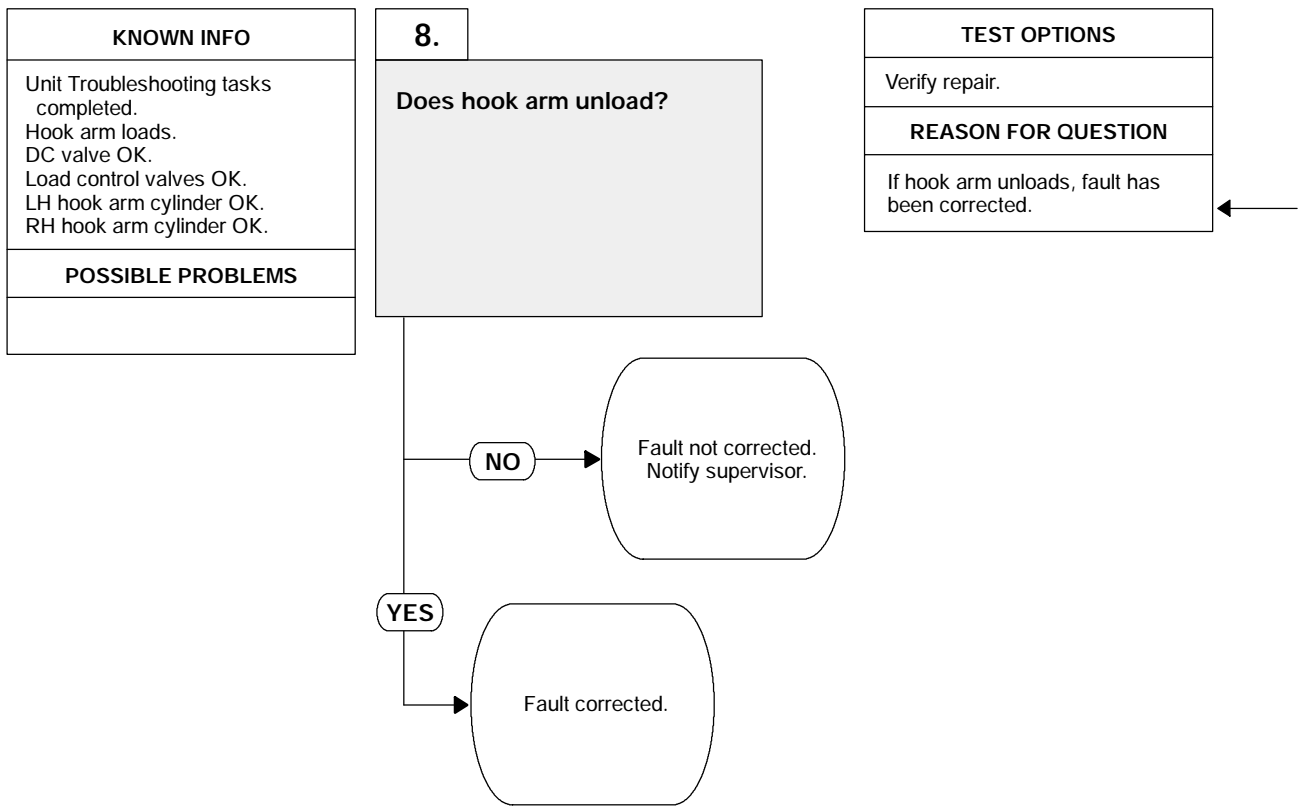 KNOWN INFO
Unit Troubleshooting tasks
completed.
Hook arm loads.
DC valve OK.
Load control valves OK.
LH hook arm cylinder OK.
RH hook arm cylinder OK.
POSSIBLE PROBLEMS
8.
Does hook arm unload?
TEST OPTIONS
Verify repair.
REASON FOR QUESTION
If hook arm unloads, fault has
been corrected.
NO
Fault not corrected.
Notify supervisor.
YES
Fault corrected.